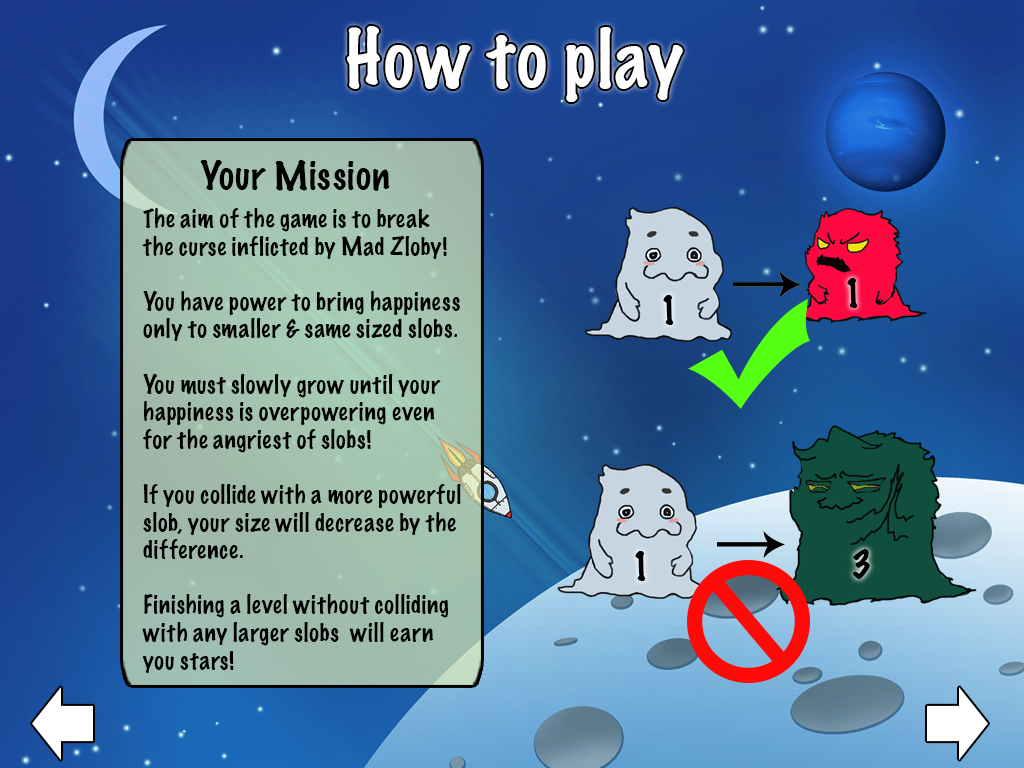 How to play
Your Mission
The aim of the game is to break
the curse inflicted by Mad Zloby!
You have power to bring happiness
only to smaller & same sized slobs.
You must slowly grow until your
happiness is overpowering even
for the angriest of slobs!
If you collide with a more powerful
slob, your size will decrease by the
difference.
Finishing a level without colliding
with any larger slobs will earn
you stars!
1 1
1 3